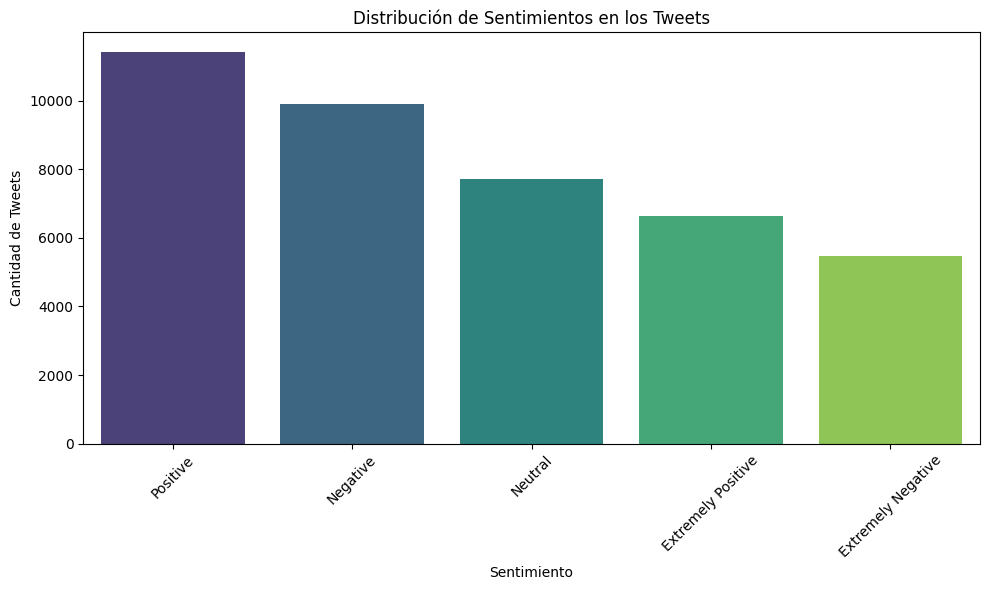 Distribución de Sentimientos en los Tweets
Cantidad de Tweets
10000
8000
6000
4000
2000
0
Positive
Negative
Neutral
Extremely Positive
Extremely Negative
Sentimiento